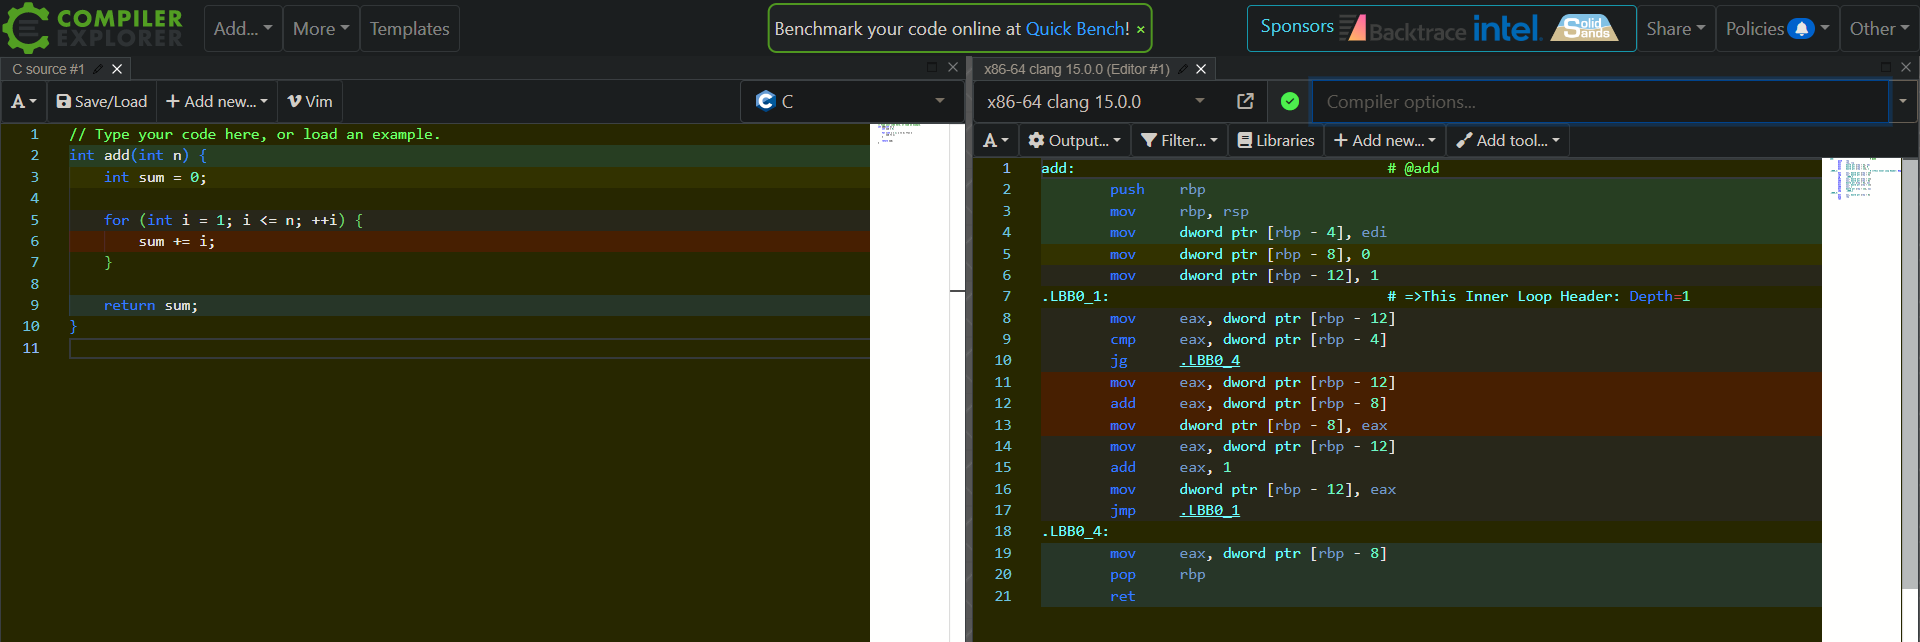 COMPILER
EXPLORER
Add...
More
Templates
Benchmark your code online at Quick Bench! ×
Sponsors
Backtrace
intel.
Solid Sands
Share
Policies
Other
C source #1
A
Save/Load
+ Add new...
Vim
C
1 // Type your code here, or load an example.
2 int add(int n) {
3     int sum = 0;
4
5     for (int i = 1; i <= n; ++i) {
6         sum += i;
7     }
8
9     return sum;
10 }
11
x86-64 clang 15.0.0 (Editor #1)
x86-64 clang 15.0.0
Compiler options...
A
Output...
Filter...
Libraries
+ Add new...
Add tool...
1 add:                                    # @add
2         push    rbp
3         mov     rbp, rsp
4         mov     dword ptr [rbp - 4], edi
5         mov     dword ptr [rbp - 8], 0
6         mov     dword ptr [rbp - 12], 1
7 .LBB0_1:                                # =>This Inner Loop Header: Depth=1
8         mov     eax, dword ptr [rbp - 12]
9         cmp     eax, dword ptr [rbp - 4]
10         jg      .LBB0_4
11         mov     eax, dword ptr [rbp - 12]
12         add     eax, dword ptr [rbp - 8]
13         mov     dword ptr [rbp - 8], eax
14         mov     eax, dword ptr [rbp - 12]
15         add     eax, 1
16         mov     dword ptr [rbp - 12], eax
17         jmp     .LBB0_1
18 .LBB0_4:
19         mov     eax, dword ptr [rbp - 8]
20         pop     rbp
21         ret